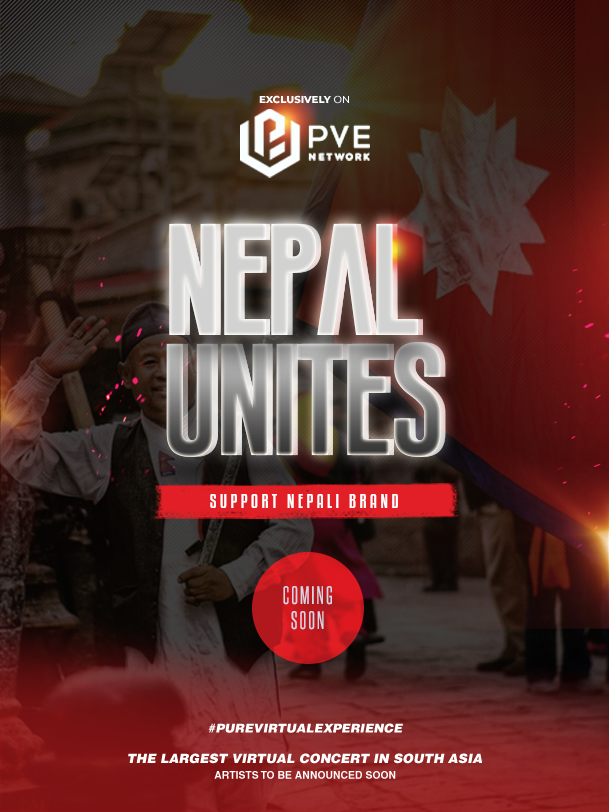 EXCLUSIVELY ON
PVE
NETWORK
NEPAL
UNITES
SUPPORT NEPALI BRAND
COMING
SOON
#PUREVIRTUALEXPERIENCE
THE LARGEST VIRTUAL CONCERT IN SOUTH ASIA
ARTISTS TO BE ANNOUNCED SOON